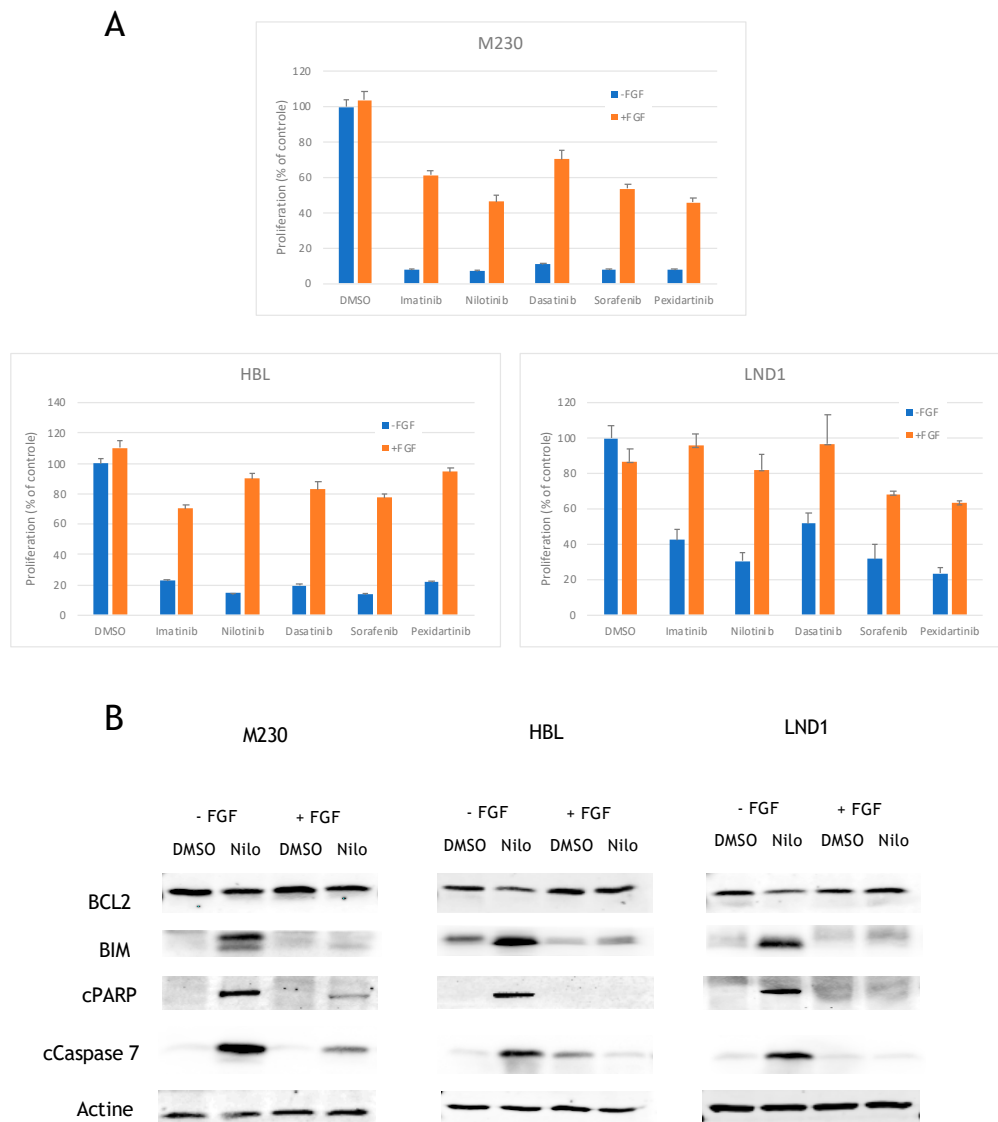 A
M230
120
100
80
60
40
20
0
Proliferation (% of controle)
-FGF
+FGF
DMSO Imatinib Nilotinib Dasatinib Sorafenib Pexidartinib
HBL
140
120
100
80
60
40
20
0
Proliferation (% of controle)
-FGF
+FGF
DMSO Imatinib Nilotinib Dasatinib Sorafenib Pexidartinib
LND1
120
100
80
60
40
20
0
Proliferation (% of controle)
-FGF
+FGF
DMSO Imatinib Nilotinib Dasatinib Sorafenib Pexidartinib
B
M230 HBL LND1
- FGF + FGF - FGF + FGF - FGF + FGF
DMSO Nilo DMSO Nilo DMSO Nilo DMSO Nilo DMSO Nilo DMSO Nilo
BCL2
BIM
cPARP
cCaspase 7
Actine